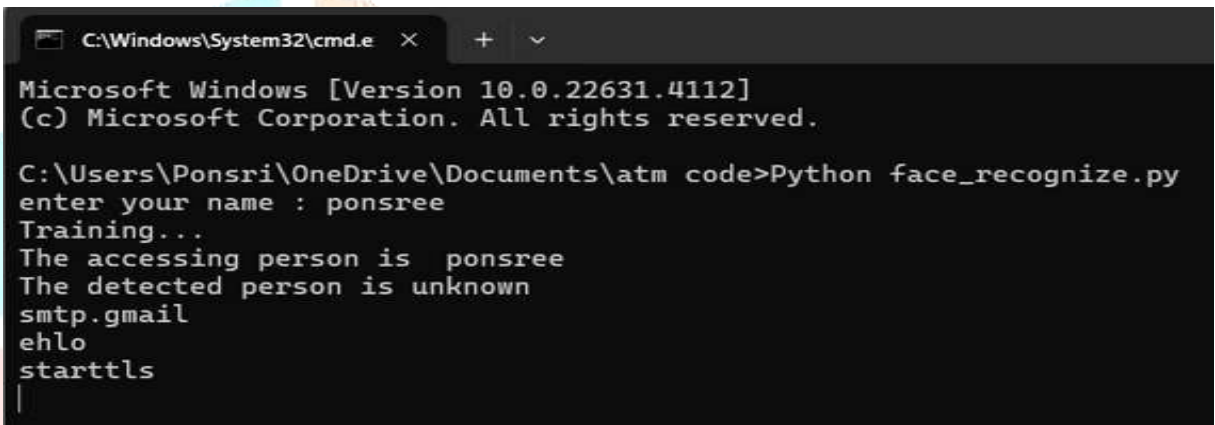 C:\Windows\System32\cmd.e
Microsoft Windows [Version 10.0.22631.4112]
(c) Microsoft Corporation. All rights reserved.
C:\Users\Ponsri\OneDrive\Documents\atm code>Python face_recognize.py
enter your name : ponsree
Training...
The accessing person is  ponsree
The detected person is unknown
smtp.gmail
ehlo
starttls